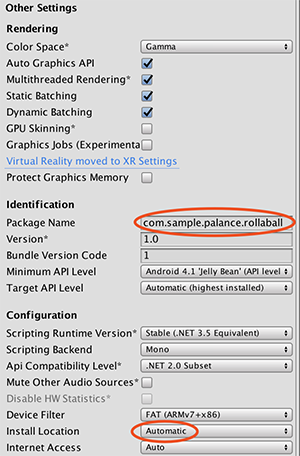 Other Settings
Rendering
Color Space* Gamma
Auto Graphics API
Multithreaded Rendering*
Static Batching
Dynamic Batching
GPU Skinning*
Graphics Jobs (Experimenta
Virtual Reality moved to XR Settings
Protect Graphics Memory
Identification
Package Name com.sample.palance.rollaball
Version* 1.0
Bundle Version Code 1
Minimum API Level Android 4.1 'Jelly Bean' (API level
Target API Level Automatic (highest installed)
Configuration
Scripting Runtime Version* Stable (.NET 3.5 Equivalent)
Scripting Backend Mono
Api Compatibility Level* .NET 2.0 Subset
Mute Other Audio Sources*
Disable HW Statistics*
Device Filter FAT (ARMv7+x86)
Install Location Automatic
Internet Access Auto